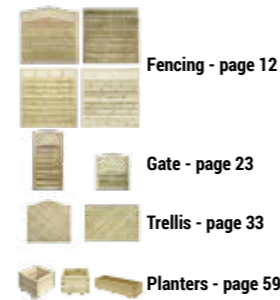 Fencing - page 12
Gate - page 23
Trellis - page 33
Planters - page 59